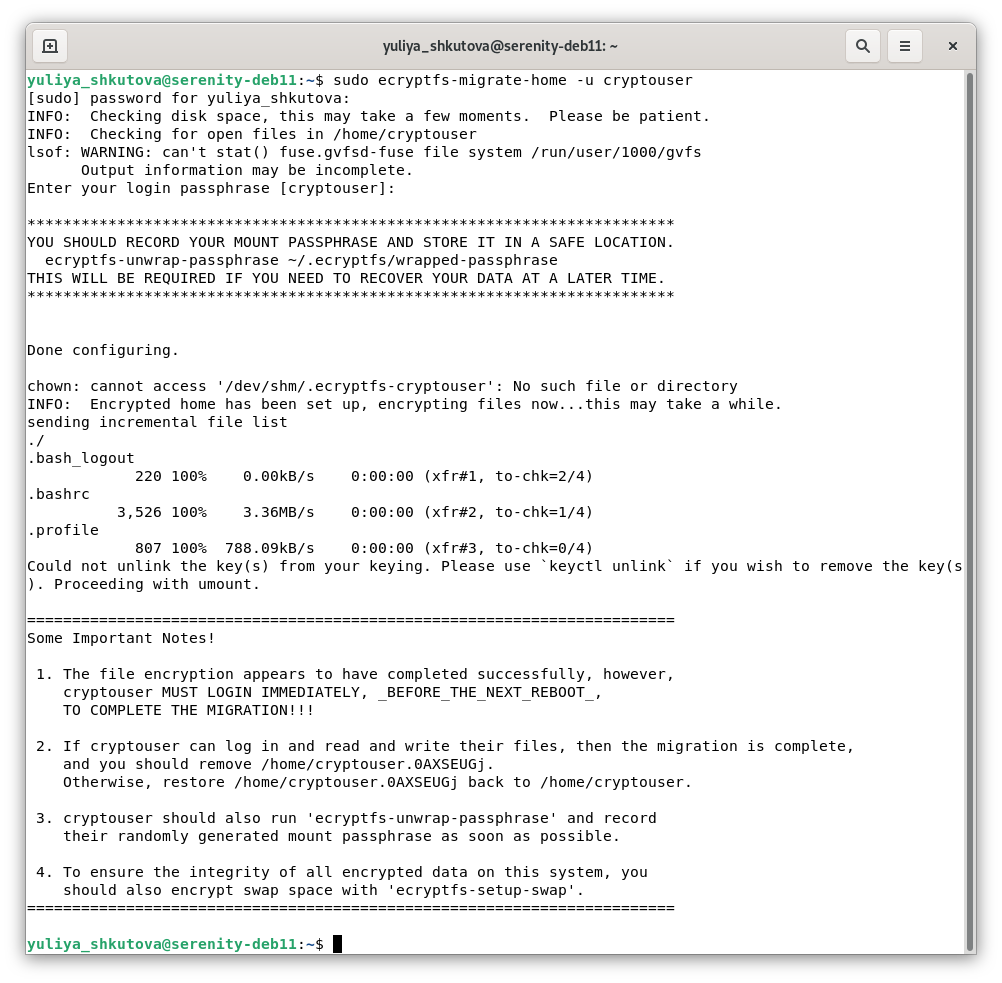 yuliya_shkutova@serenity-deb11: ~
yuliya_shkutova@serenity-deb11:~$ sudo ecryptfs-migrate-home -u cryptouser
[sudo] password for yuliya_shkutova:
INFO:  Checking disk space, this may take a few moments.  Please be patient.
INFO:  Checking for open files in /home/cryptouser
lsof: WARNING: can't stat() fuse.gvfsd-fuse file system /run/user/1000/gvfs
      Output information may be incomplete.
Enter your login passphrase [cryptouser]:
************************************************************************
YOU SHOULD RECORD YOUR MOUNT PASSPHRASE AND STORE IT IN A SAFE LOCATION.
  ecryptfs-unwrap-passphrase ~/.ecryptfs/wrapped-passphrase
THIS WILL BE REQUIRED IF YOU NEED TO RECOVER YOUR DATA AT A LATER TIME.
************************************************************************
Done configuring.
chown: cannot access '/dev/shm/.ecryptfs-cryptouser': No such file or directory
INFO:  Encrypted home has been set up, encrypting files now...this may take a while.
sending incremental file list
./
.bash_logout
            220 100%    0.00kB/s    0:00:00 (xfr#1, to-chk=2/4)
.bashrc
          3,526 100%    3.36MB/s    0:00:00 (xfr#2, to-chk=1/4)
.profile
            807 100%  788.09kB/s    0:00:00 (xfr#3, to-chk=0/4)
Could not unlink the key(s) from your keying. Please use `keyctl unlink` if you wish to remove the key(s
). Proceeding with umount.
========================================================================
Some Important Notes!
 1. The file encryption appears to have completed successfully, however,
    cryptouser MUST LOGIN IMMEDIATELY, _BEFORE_THE_NEXT_REBOOT_,
    TO COMPLETE THE MIGRATION!!!
 2. If cryptouser can log in and read and write their files, then the migration is complete,
    and you should remove /home/cryptouser.0AXSEUGj.
    Otherwise, restore /home/cryptouser.0AXSEUGj back to /home/cryptouser.
 3. cryptouser should also run 'ecryptfs-unwrap-passphrase' and record
    their randomly generated mount passphrase as soon as possible.
 4. To ensure the integrity of all encrypted data on this system, you
    should also encrypt swap space with 'ecryptfs-setup-swap'.
========================================================================
yuliya_shkutova@serenity-deb11:~$